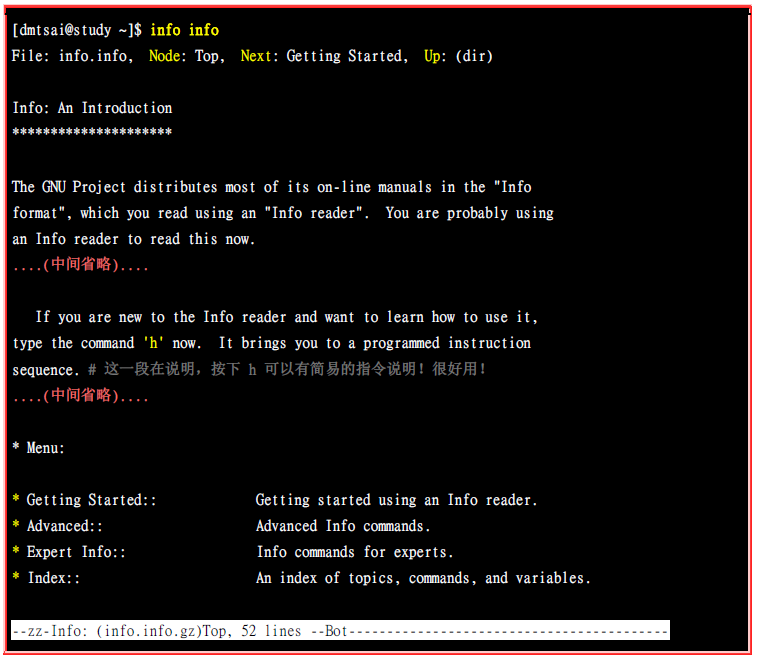 [dmtsai@study ~]$ info info
File: info.info, Node: Top, Next: Getting Started, Up: (dir)
Info: An Introduction
*********************
The GNU Project distributes most of its on-line manuals in the "Info
format", which you read using an "Info reader". You are probably using
an Info reader to read this now.
....(中间省略)....
If you are new to the Info reader and want to learn how to use it,
type the command 'h' now. It brings you to a programmed instruction
sequence. # 这一段在说明，按下 h 可以有简易的指令说明！很好用！
....(中间省略)....
* Menu:
* Getting Started:: Getting started using an Info reader.
* Advanced:: Advanced Info commands.
* Expert Info:: Info commands for experts.
* Index:: An index of topics, commands, and variables.
--zz-Info: (info.info.gz)Top, 52 lines --Bot------------------------------------------